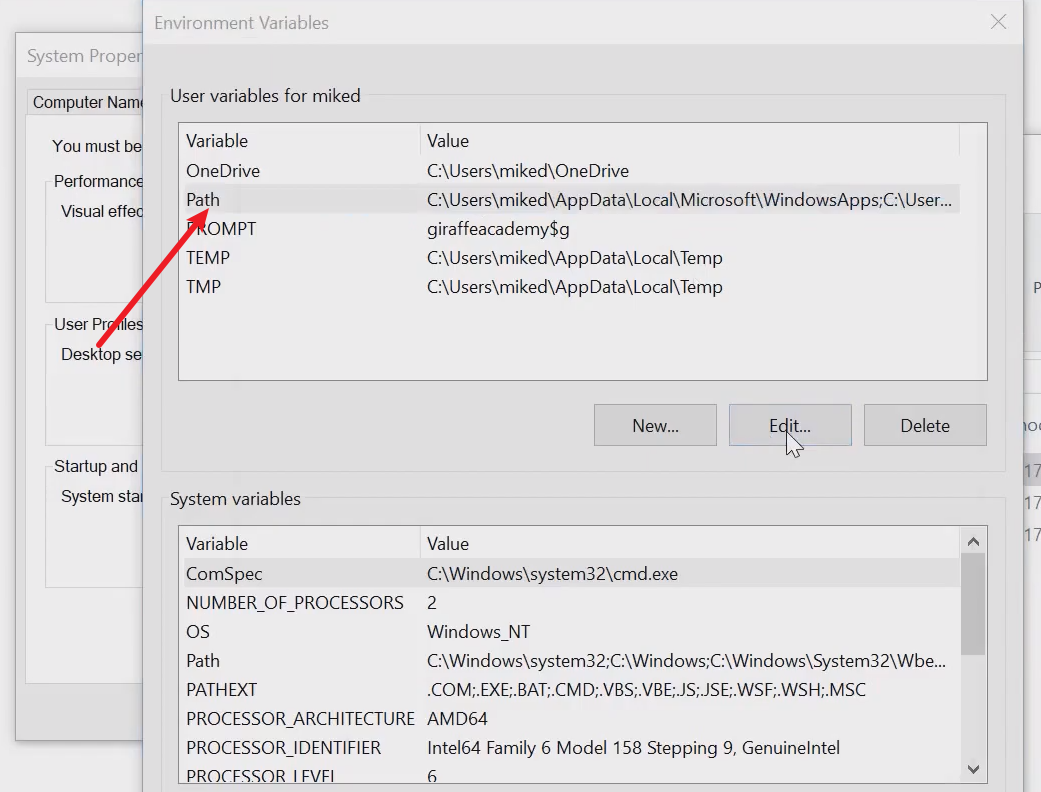 Environment Variables
System Proper
Computer Name
You must be
Performance
Visual effec
User Profiles
Desktop se
Startup and
System star
User variables for miked
Variable Value
OneDrive C:\Users\miked\OneDrive
Path C:\Users\miked\AppData\Local\Microsoft\WindowsApps;C:\User...
PROMPT giraffeacademy$g
TEMP C:\Users\miked\AppData\Local\Temp
TMP C:\Users\miked\AppData\Local\Temp
New... Edit... Delete
System variables
Variable Value
ComSpec C:\Windows\system32\cmd.exe
NUMBER_OF_PROCESSORS 2
OS Windows_NT
Path C:\Windows\system32;C:\Windows;C:\Windows\System32\Wbe...
PATHEXT .COM;.EXE;.BAT;.CMD;.VBS;.VBE;.JS;.JSE;.WSF;.WSH;.MSC
PROCESSOR_ARCHITECTURE AMD64
PROCESSOR_IDENTIFIER Intel64 Family 6 Model 158 Stepping 9, GenuineIntel
PROCESSOR_LEVEL 6
P
17
17
17